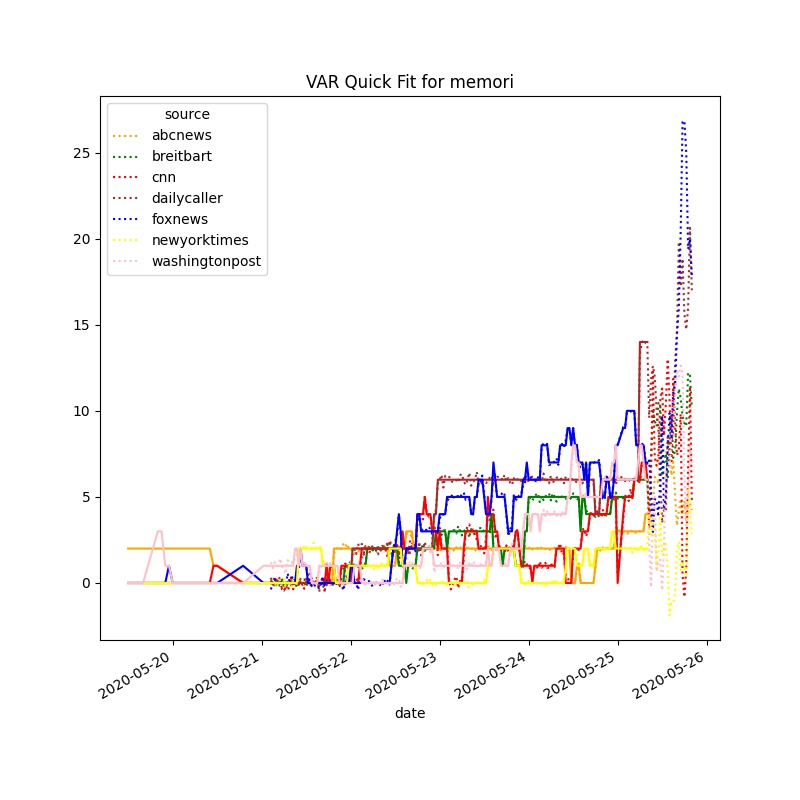 VAR Quick Fit for memori
source
abcnews
breitbart
cnn
dailycaller
foxnews
newyorktimes
washingtonpost
25
20
15
10
5
0
2020-05-20
2020-05-21
2020-05-22
2020-05-23
2020-05-24
2020-05-25
2020-05-26
date